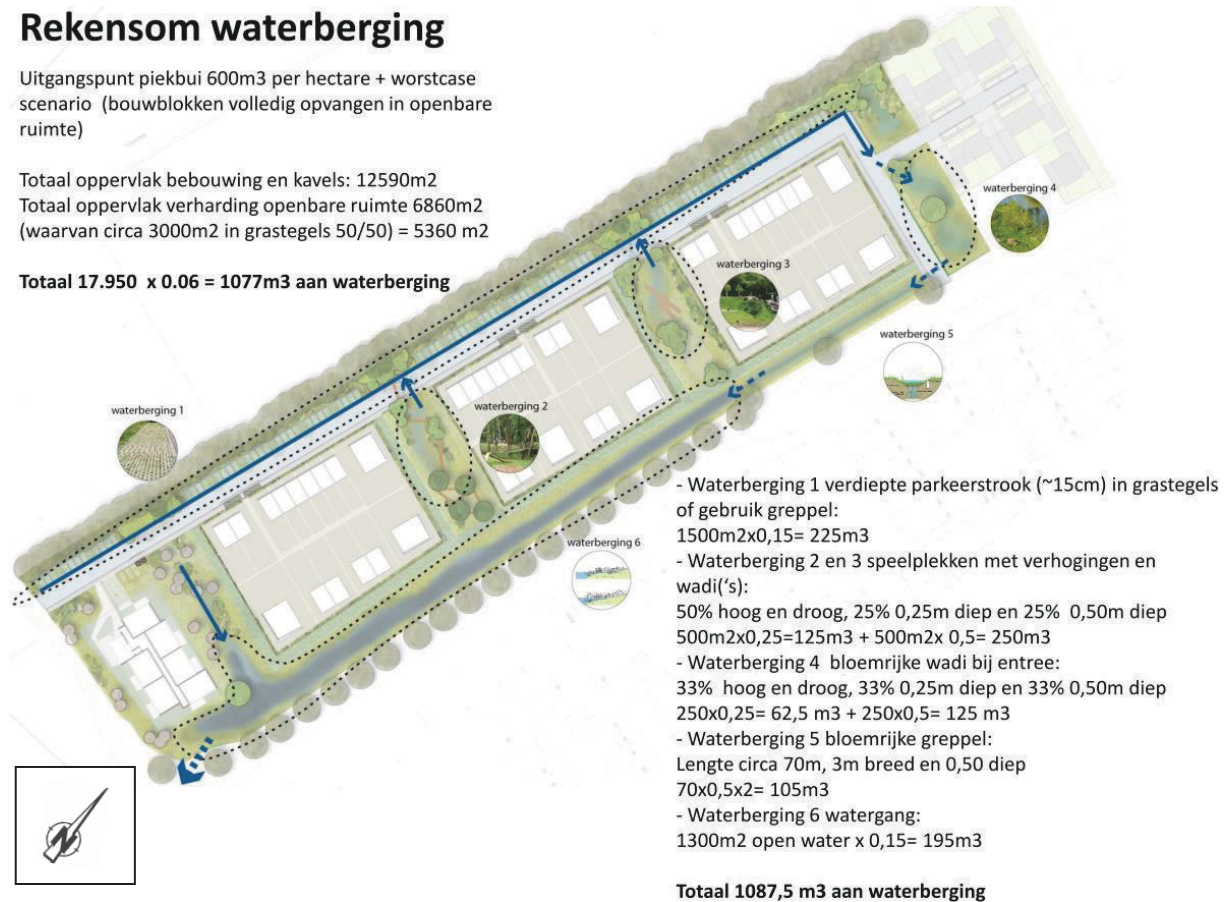 Rekensom waterberging
Uitgangspunt piekbui 600m3 per hectare + worstcase
scenario  (bouwblokken volledig opvangen in openbare
ruimte)
Totaal oppervlak bebouwing en kavels: 12590m2
Totaal oppervlak verharding openbare ruimte 6860m2
(waarvan circa 3000m2 in grastegels 50/50) = 5360 m2
Totaal 17.950  x 0.06 = 1077m3 aan waterberging
waterberging 4
waterberging 3
waterberging 5
waterberging 1
waterberging 2
waterberging 6
- Waterberging 1 verdiepte parkeerstrook (~15cm) in grastegels
of gebruik greppel:
1500m2x0,15= 225m3
- Waterberging 2 en 3 speelplekken met verhogingen en
wadi('s):
50% hoog en droog, 25% 0,25m diep en 25%  0,50m diep
500m2x0,25=125m3 + 500m2x 0,5= 250m3
- Waterberging 4  bloemrijke wadi bij entree:
33%  hoog en droog, 33% 0,25m diep en 33% 0,50m diep
250x0,25= 62,5 m3 + 250x0,5= 125 m3
- Waterberging 5 bloemrijke greppel:
Lengte circa 70m, 3m breed en 0,50 diep
70x0,5x2= 105m3
- Waterberging 6 watergang:
1300m2 open water x 0,15= 195m3
Totaal 1087,5 m3 aan waterberging
N